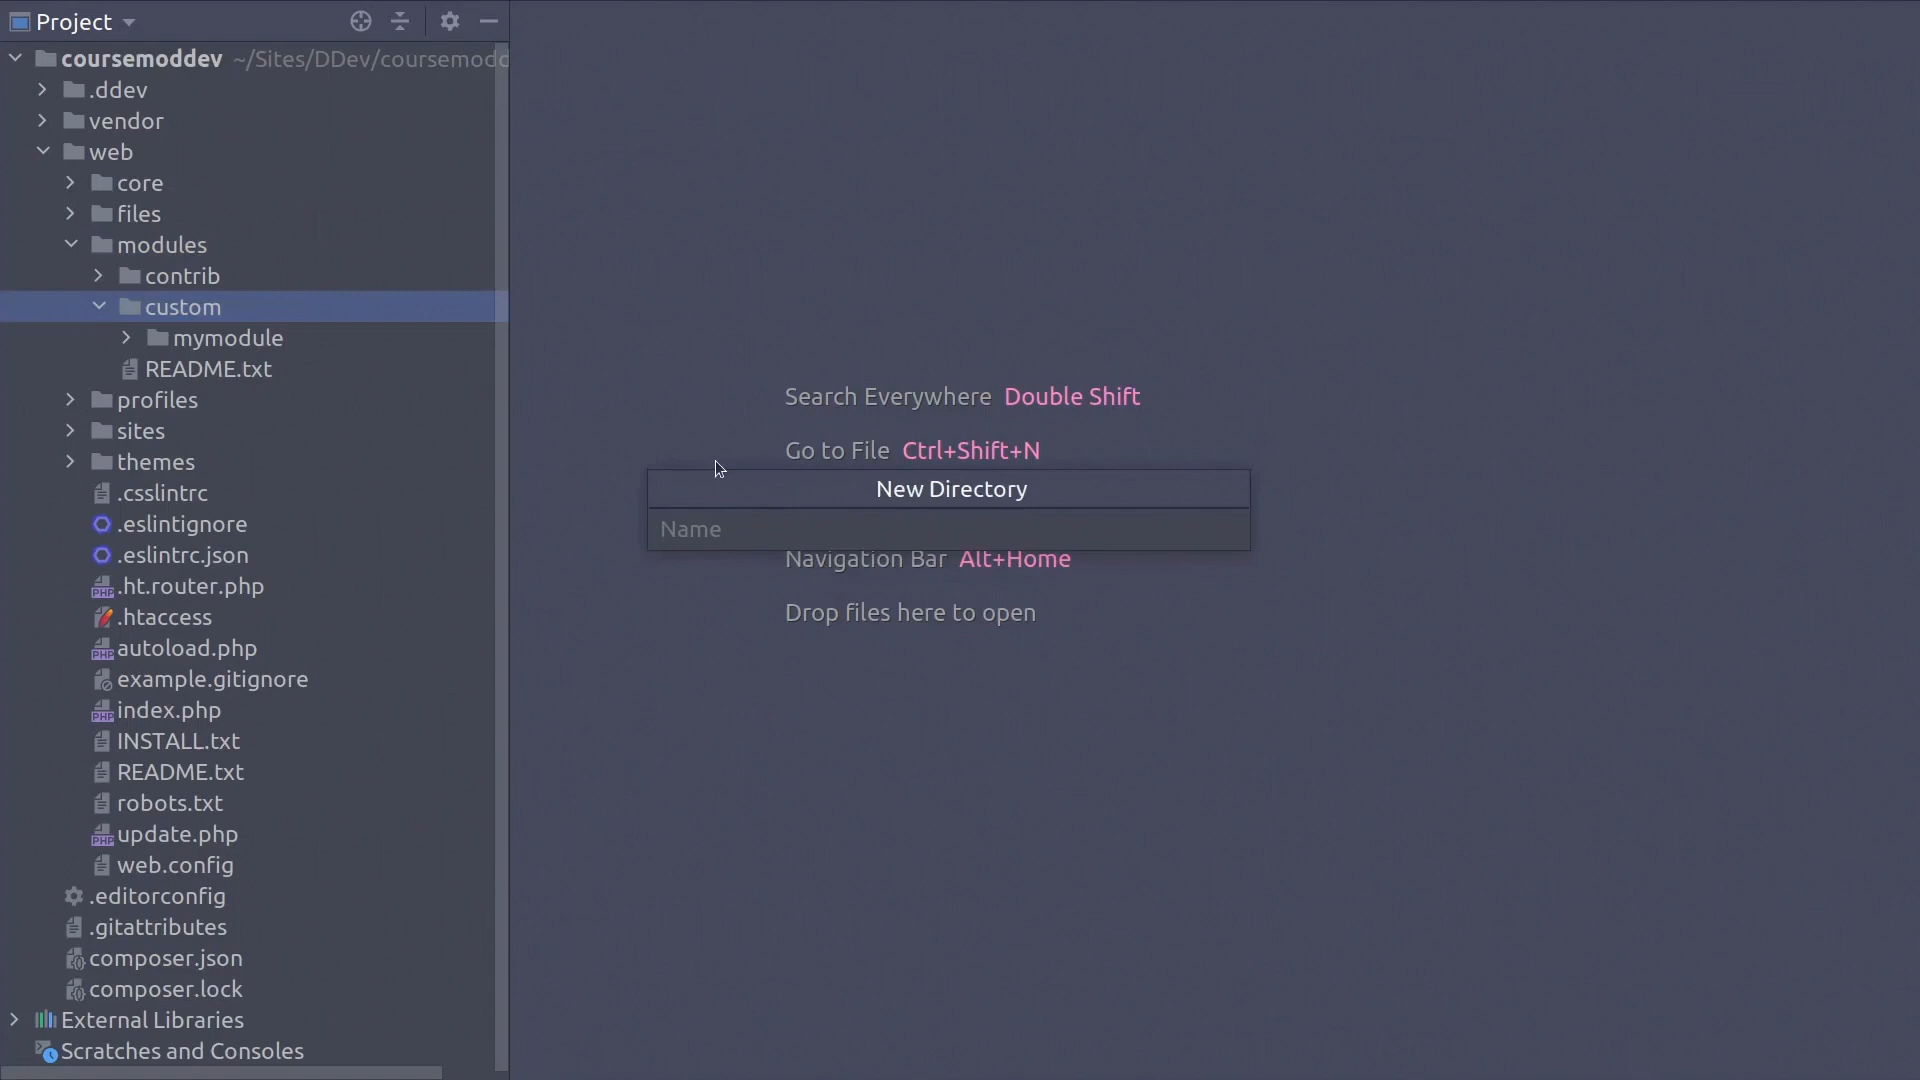 Project
coursemoddev ~/Sites/DDev/coursemodd
.ddev
vendor
web
core
files
modules
contrib
custom
mymodule
README.txt
profiles
sites
themes
.csslintrc
.eslintignore
.eslintrc.json
.ht.router.php
.htaccess
autoload.php
example.gitignore
index.php
INSTALL.txt
README.txt
robots.txt
update.php
web.config
.editorconfig
.gitattributes
composer.json
composer.lock
External Libraries
Scratches and Consoles
Search Everywhere Double Shift
Go to File Ctrl+Shift+N
New Directory
Name
Navigation Bar Alt+Home
Drop files here to open